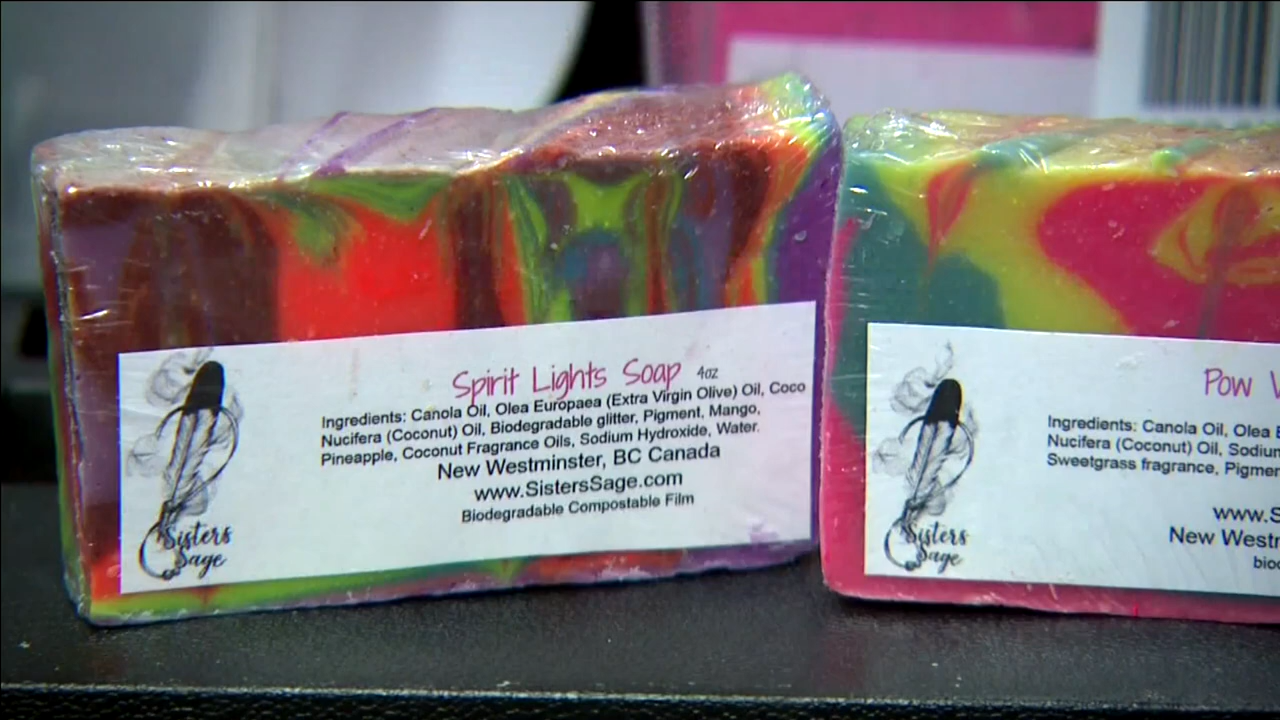 Spirit Lights Soap 4oz
Ingredients: Canola Oil, Olea Europaea (Extra Virgin Olive) Oil, Coco
Nucifera (Coconut) Oil, Biodegradable glitter, Pigment, Mango,
Pineapple, Coconut Fragrance Oils, Sodium Hydroxide, Water.
New Westminster, BC Canada
www.SistersSage.com
Biodegradable Compostable Film
Sisters
Sage
Pow
Ingredients: Canola Oil, Olea
Nucifera (Coconut) Oil, Sodium
Sweetgrass fragrance,
Sisters
Sage